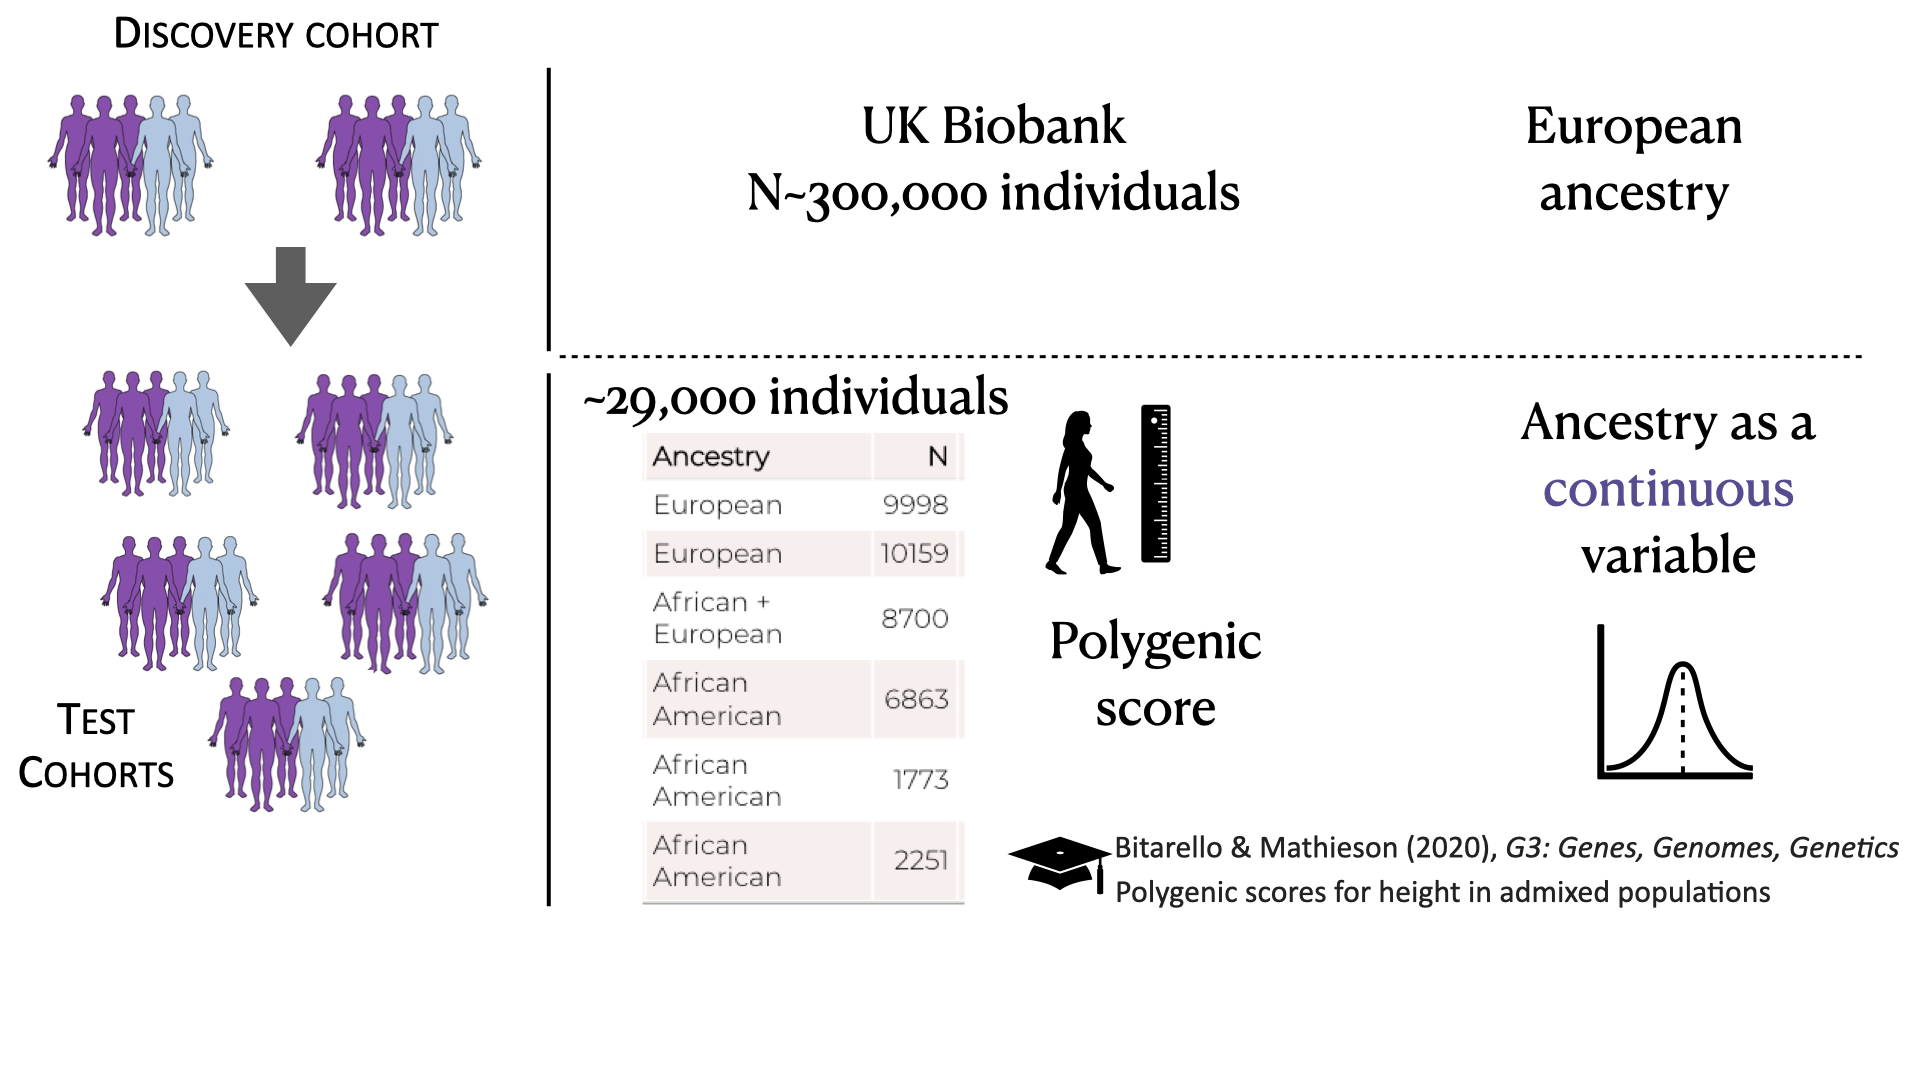 DISCOVERY COHORT
UK Biobank
N~300,000 individuals
European
ancestry
~29,000 individuals
Ancestry N
European 9998
European 10159
African +
European 8700
African
American 6863
African
American 1773
African
American 2251
Polygenic
score
Ancestry as a
continuous
variable
TEST
COHORTS
Bitarello & Mathieson (2020), G3: Genes, Genomes, Genetics
Polygenic scores for height in admixed populations